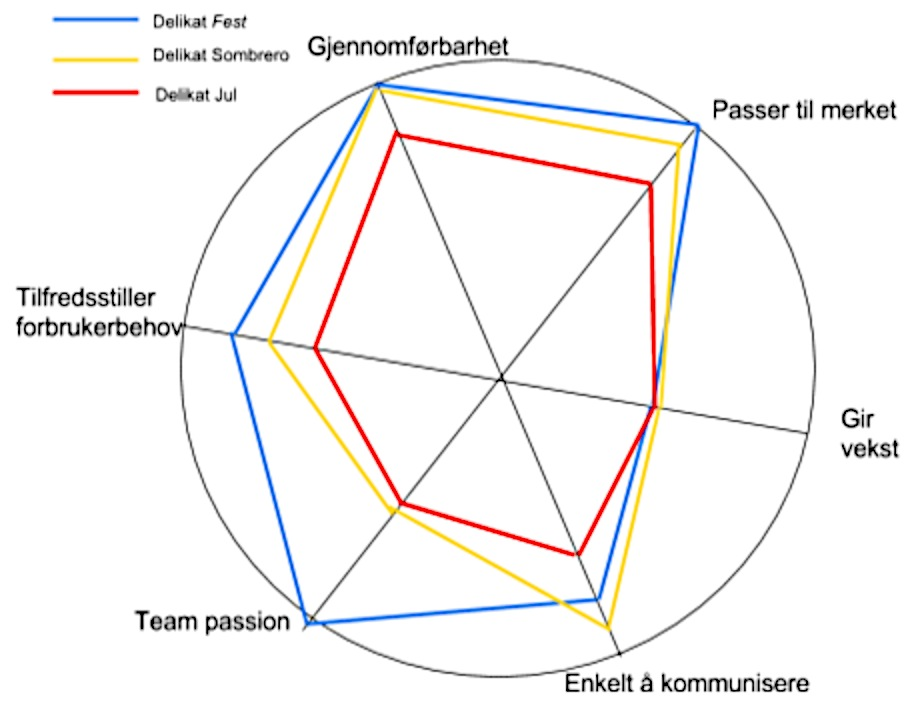 Delikat Fest
Delikat Sombrero
Delikat Jul
Gjennomførbarhet
Passer til merket
Tilfredsstiller
forbrukerbehov
Gir
vekst
Team passion
Enkelt å kommunisere